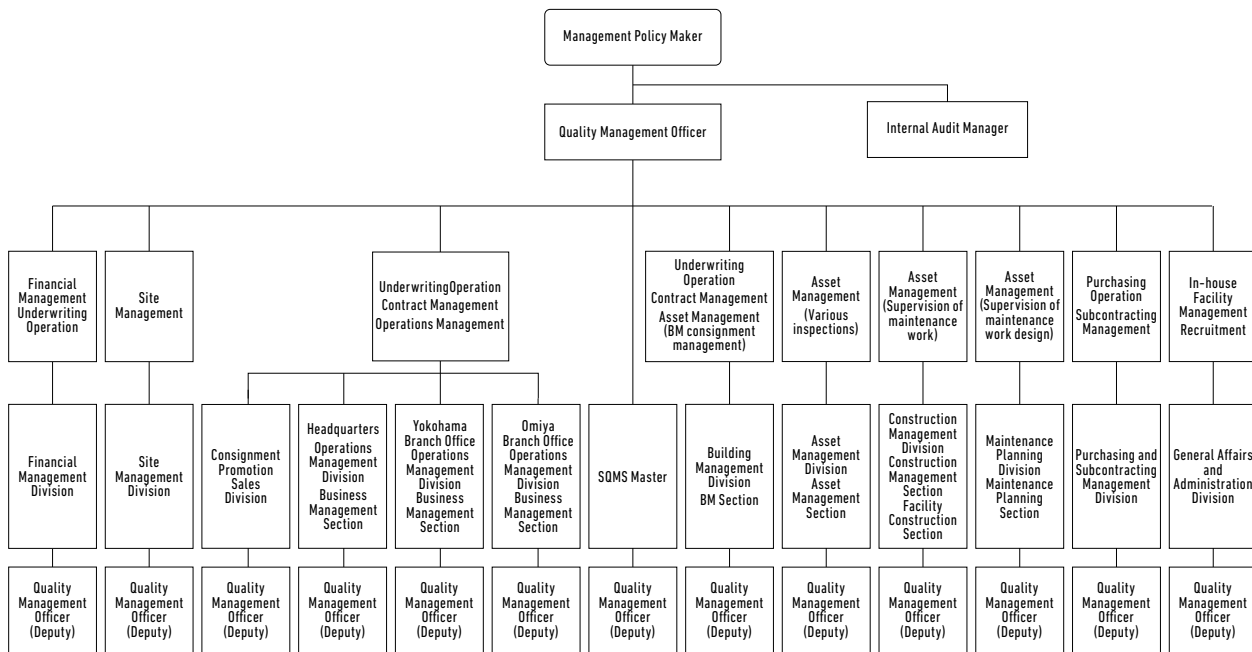 Management Policy Maker
Quality Management Officer
Internal Audit Manager
Financial
Management
Underwriting
Operation
Site
Management
UnderwritingOperation
Contract Management
Operations Management
Underwriting
Operation
Contract Management
Asset Management
(BM consignment
management)
Asset
Management
(Various
inspections)
Asset
Management
(Supervision of
maintenance
work)
Asset
Management
(Supervision of
maintenance
work design)
Purchasing
Operation
Subcontracting
Management
In-house
Facility
Management
Recruitment
Financial
Management
Division
Site
Management
Division
Consignment
Promotion
Sales
Division
Headquarters
Operations
Management
Division
Business
Management
Section
Yokohama
Branch Office
Operations
Management
Division
Business
Management
Section
Omiya
Branch Office
Operations
Management
Division
Business
Management
Section
SQMS Master
Building
Management
Division
BM Section
Asset
Management
Division
Asset
Management
Section
Construction
Management
Division
Construction
Management
Section
Facility
Construction
Section
Maintenance
Planning
Division
Maintenance
Planning
Section
Purchasing and
Subcontracting
Management
Division
General Affairs
and
Administration
Division
Quality
Management
Officer
(Deputy)
Quality
Management
Officer
(Deputy)
Quality
Management
Officer
(Deputy)
Quality
Management
Officer
(Deputy)
Quality
Management
Officer
(Deputy)
Quality
Management
Officer
(Deputy)
Quality
Management
Officer
(Deputy)
Quality
Management
Officer
(Deputy)
Quality
Management
Officer
(Deputy)
Quality
Management
Officer
(Deputy)
Quality
Management
Officer
(Deputy)
Quality
Management
Officer
(Deputy)
Quality
Management
Officer
(Deputy)